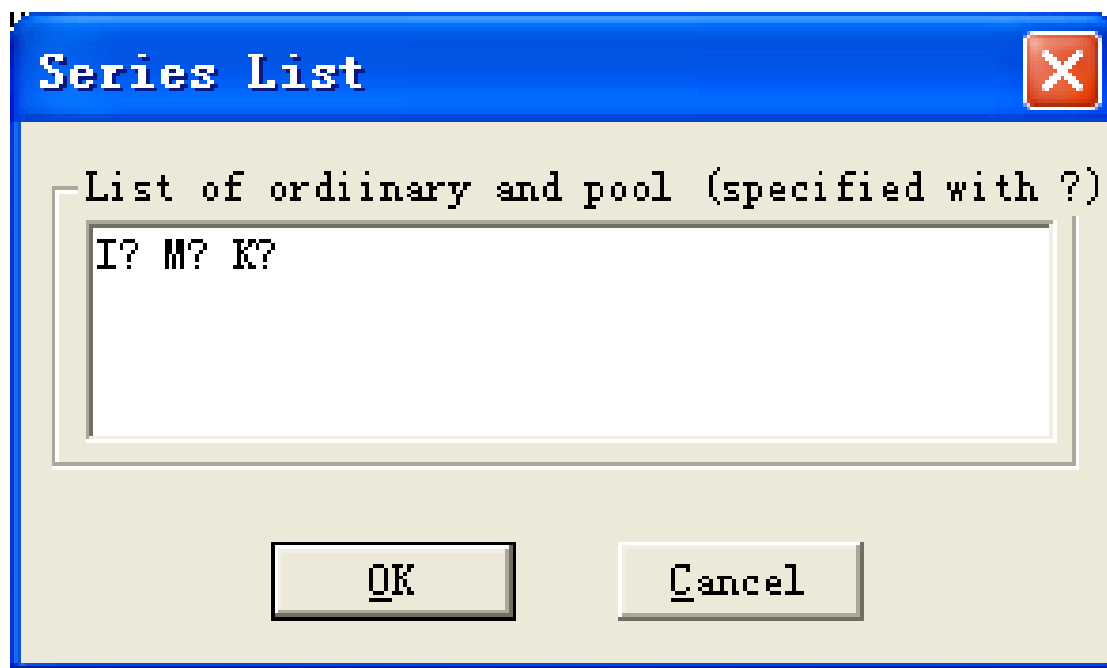 Series List
List of ordiinary and pool (specified with ?)
I? M? K?
OK
Cancel